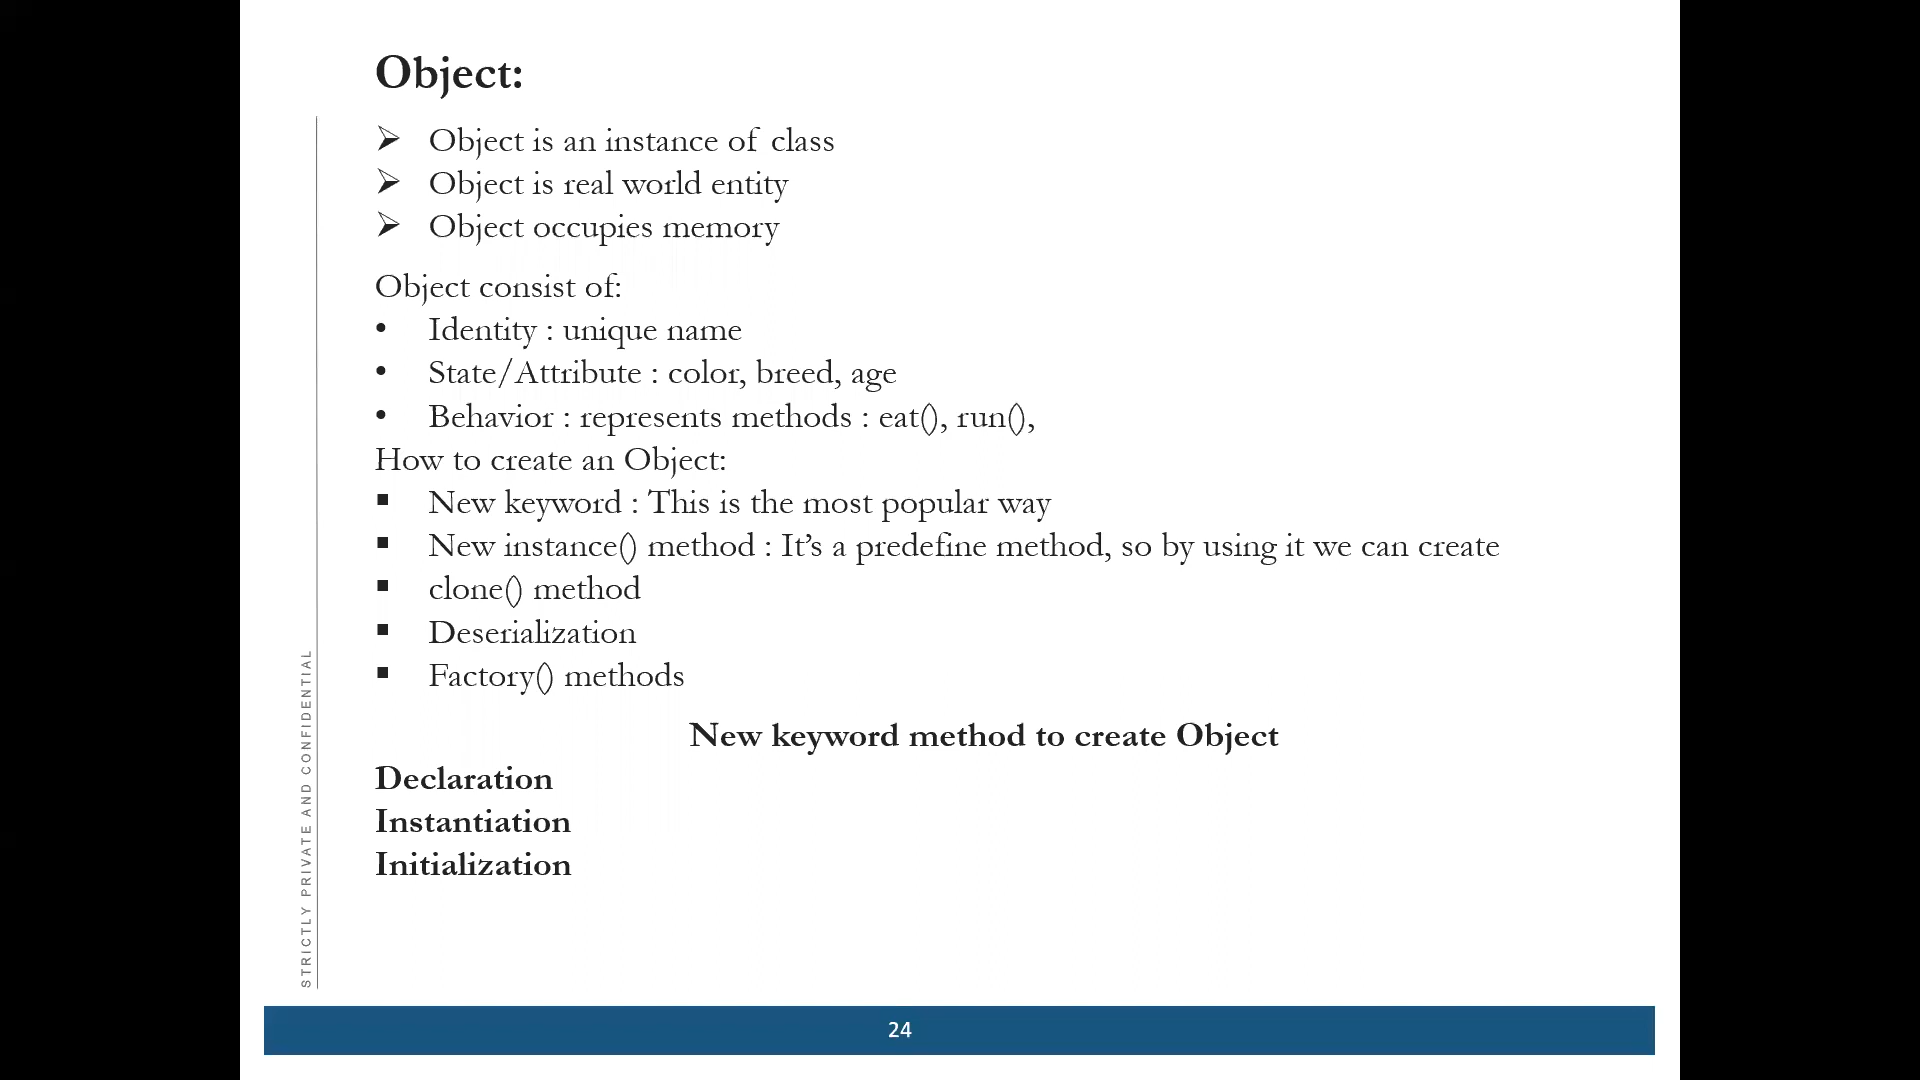 Object:
Object is an instance of class
Object is real world entity
Object occupies memory
Object consist of:
Identity : unique name
State/Attribute : color, breed, age
Behavior : represents methods : eat(), run(),
How to create an Object:
New keyword : This is the most popular way
New instance() method : It’s a predefine method, so by using it we can create
clone() method
Deserialization
Factory() methods
New keyword method to create Object
Declaration
Instantiation
Initialization
STRICTLY PRIVATE AND CONFIDENTIAL
24